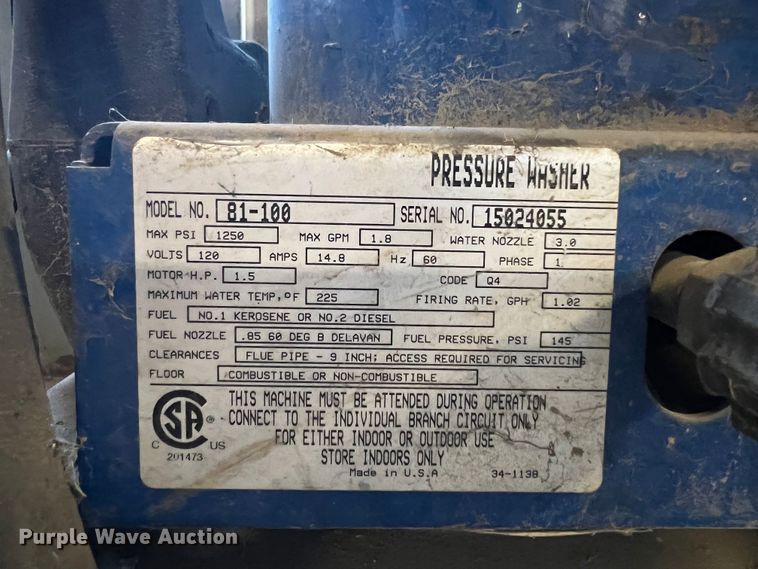 PRESSURE WASHER
MODEL NO. 81-100 SERIAL NO. 15024055
MAX PSI 1250 MAX GPM 1.8 WATER NOZZLE 3.0
VOLTS 120 AMPS 14.8 Hz 60 PHASE 1
MOTOR H.P. 1.5 CODE Q4
MAXIMUM WATER TEMP,°F 225 FIRING RATE, GPH 1.02
FUEL NO.1 KEROSENE OR NO.2 DIESEL
FUEL NOZZLE .85 60 DEG B DELAVAN FUEL PRESSURE, PSI 145
CLEARANCES FLUE PIPE - 9 INCH; ACCESS REQUIRED FOR SERVICING
FLOOR COMBUSTIBLE OR NON-COMBUSTIBLE
THIS MACHINE MUST BE ATTENDED DURING OPERATION
CONNECT TO THE INDIVIDUAL BRANCH CIRCUIT ONLY
FOR EITHER INDOOR OR OUTDOOR USE
STORE INDOORS ONLY
Made in U.S.A 34-1138
CSA ®
C US
201473
Purple Wave Auction®